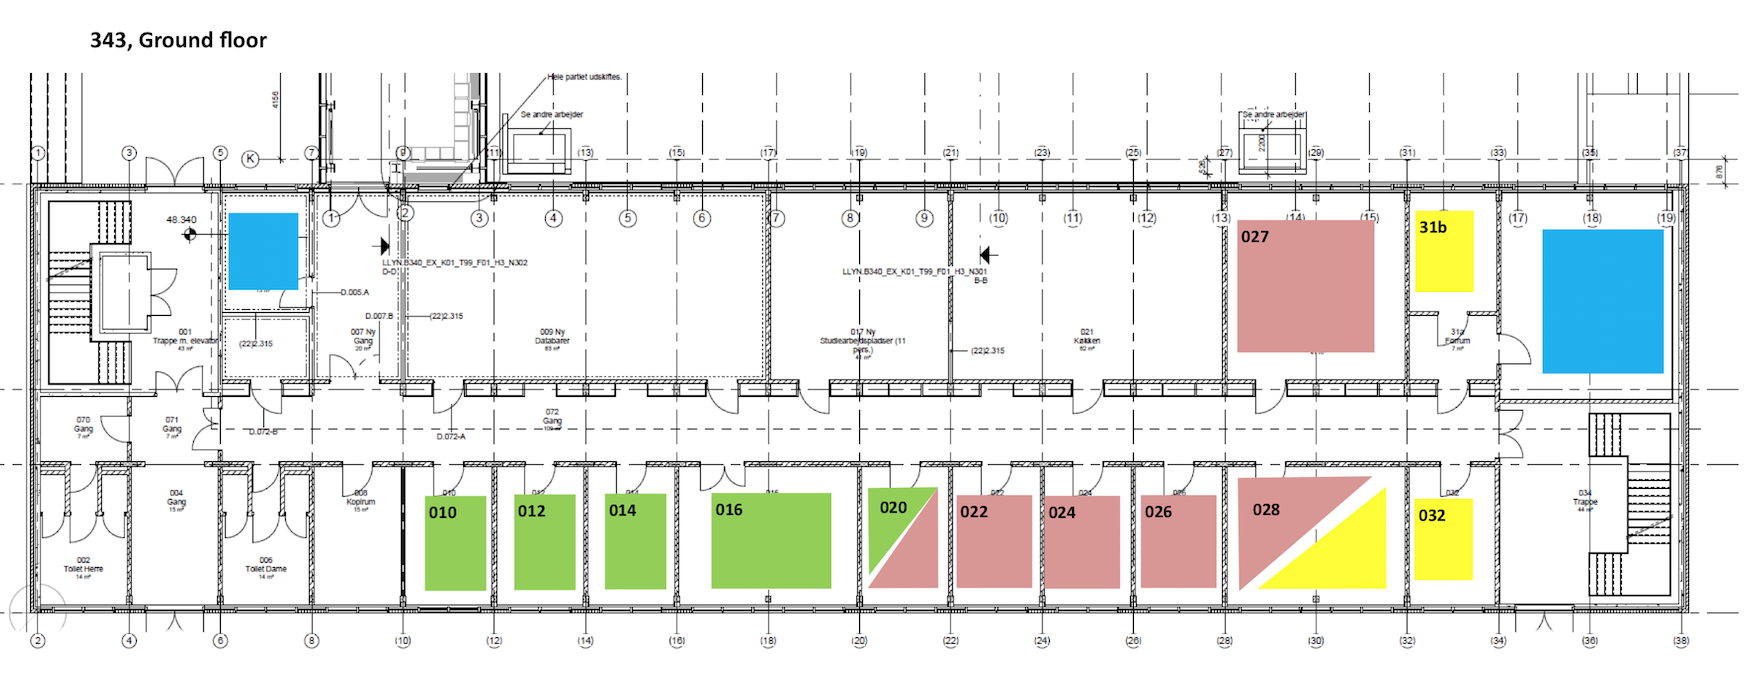 343, Ground floor
Hele partiet udskiftes.
4156
Se andre arbejder
Se andre arbejder
2200
526
876
K
1 3 5 7 9 (11) (13) (15) (17) (19) (21) (23) (25) (27) (29) (31) (33) (35) (37)
1 2 3 4 5 6 7 8 9 (10) (11) (12) (13) (14) (15) (17) (18) (19)
48.340
027
31b
LLYN.B340_EX_K01_T99_F01_H3_N302
D-D
LLYN.B340_EX_K01_T99_F01_H3_N301
B-B
D.005.A
D.007.B
(22)2.315
(22)2.315
(22)2.315
001
Trappe m. elevator
43 m²
007 Ny
Gang
20 m²
009 Ny
Databarer
83 m²
017 Ny
Studiearbejdspladser (11
pers.)
021
Køkken
62 m²
31a
Forrum
7 m²
070
Gang
7 m²
071
Gang
7 m²
072
Gang
D.072-B
D.072-A
004
Gang
15 m²
008
Kopirum
15 m²
010
012
014
016
020
022
024
026
028
032
034
Trappe
44 m²
002
Toilet Herre
14 m²
006
Toilet Dame
14 m²
2 4 6 8 (10) (12) (14) (16) (18) (20) (22) (24) (26) (28) (30) (32) (34) (36) (38)